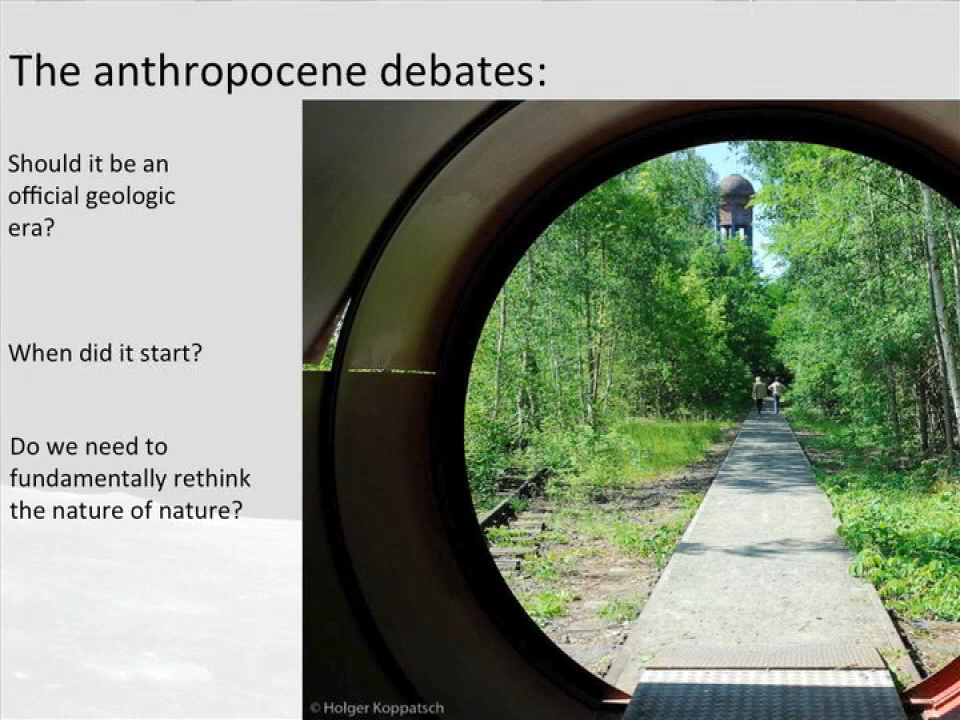 The anthropocene debates:
Should it be an
official geologic
era?
When did it start?
Do we need to
fundamentally rethink
the nature of nature?
© Holger Koppatsch